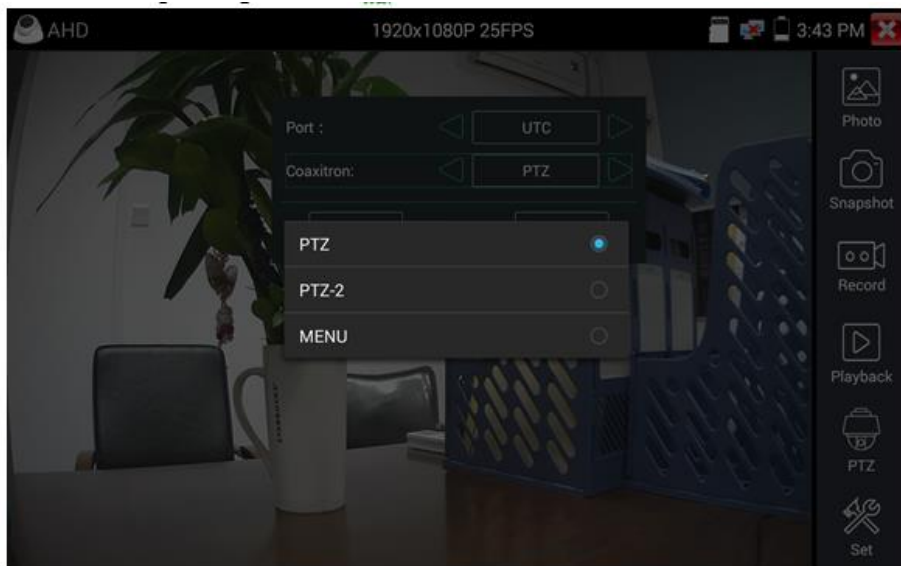 AHD
1920x1080P 25FPS
3:43 PM
Port :
UTC
Coaxitron:
PTZ
PTZ
PTZ-2
MENU
Photo
Snapshot
Record
Playback
PTZ
Set